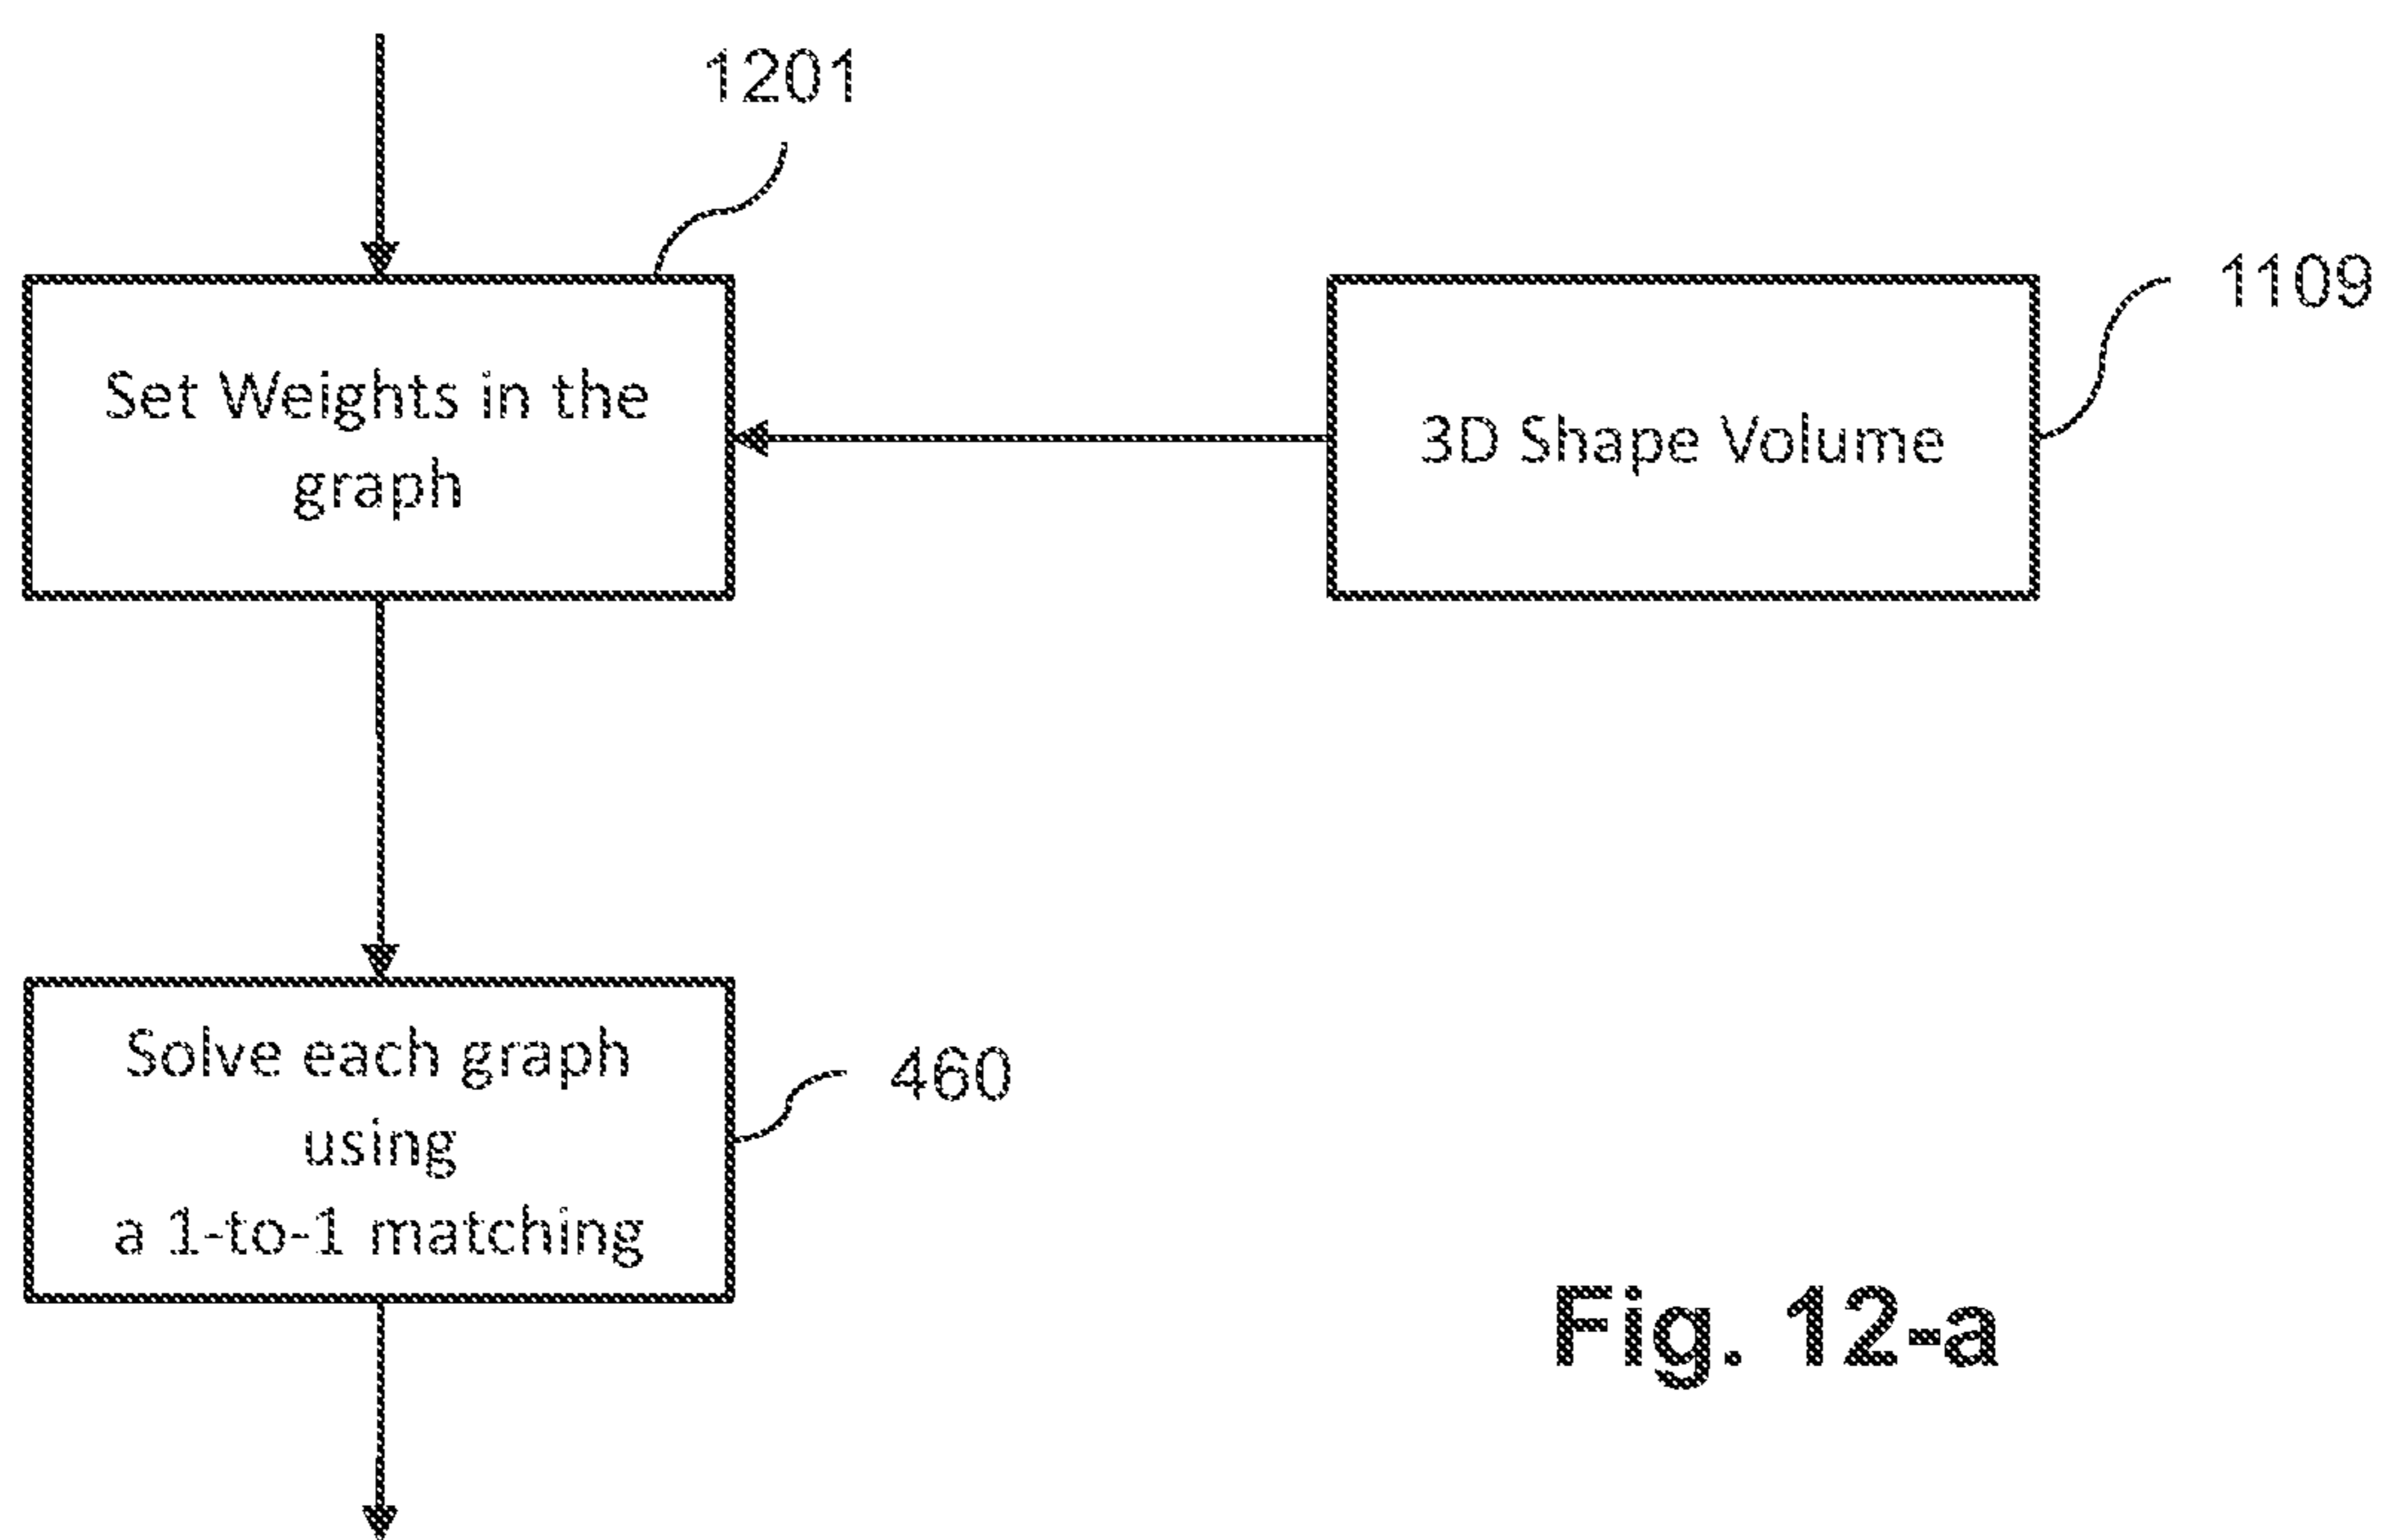 1201
Set Weights in the
graph
3D Shape Volume
1109
Solve each graph
using
a 1-to-1 matching
460
Fig. 12-a